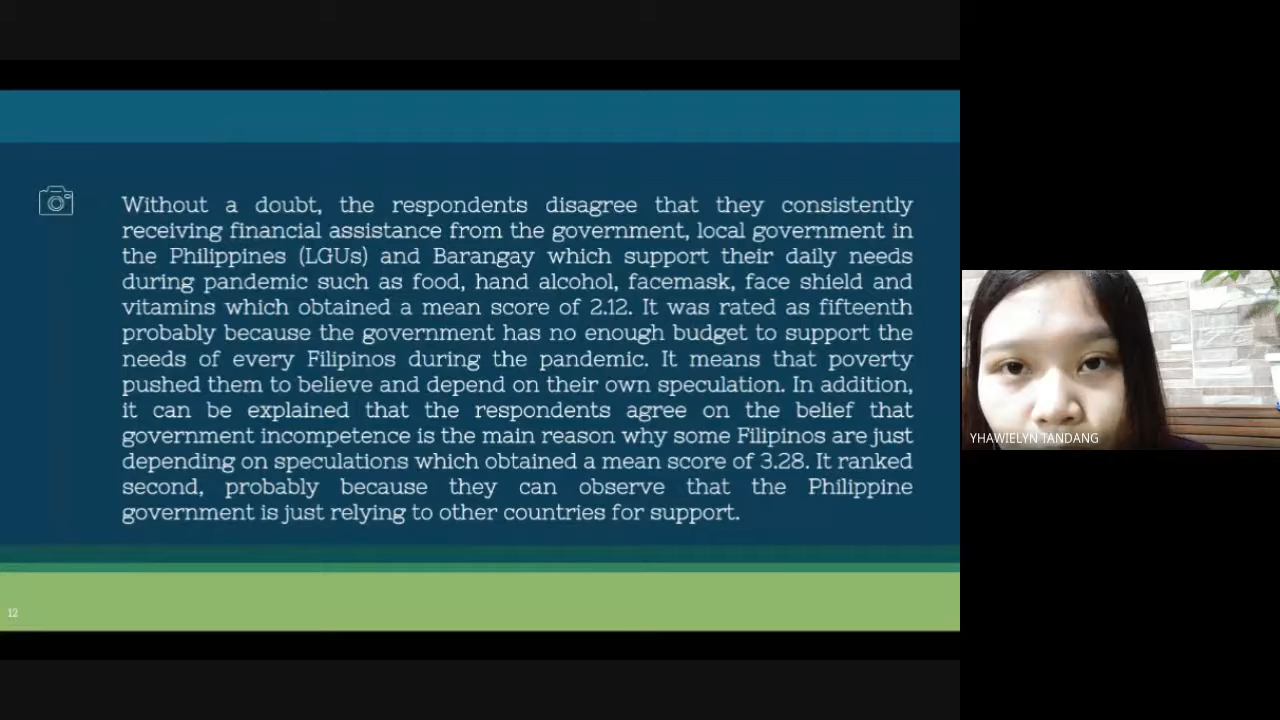 Without a doubt, the respondents disagree that they consistently
receiving financial assistance from the government, local government in
the Philippines (LGUs) and Barangay which support their daily needs
during pandemic such as food, hand alcohol, facemask, face shield and
vitamins which obtained a mean score of 2.12. It was rated as fifteenth
probably because the government has no enough budget to support the
needs of every Filipinos during the pandemic. It means that poverty
pushed them to believe and depend on their own speculation. In addition,
it can be explained that the respondents agree on the belief that
government incompetence is the main reason why some Filipinos are just
depending on speculations which obtained a mean score of 3.28. It ranked
second, probably because they can observe that the Philippine
government is just relying to other countries for support.
12
YHAWIELYN TANDANG